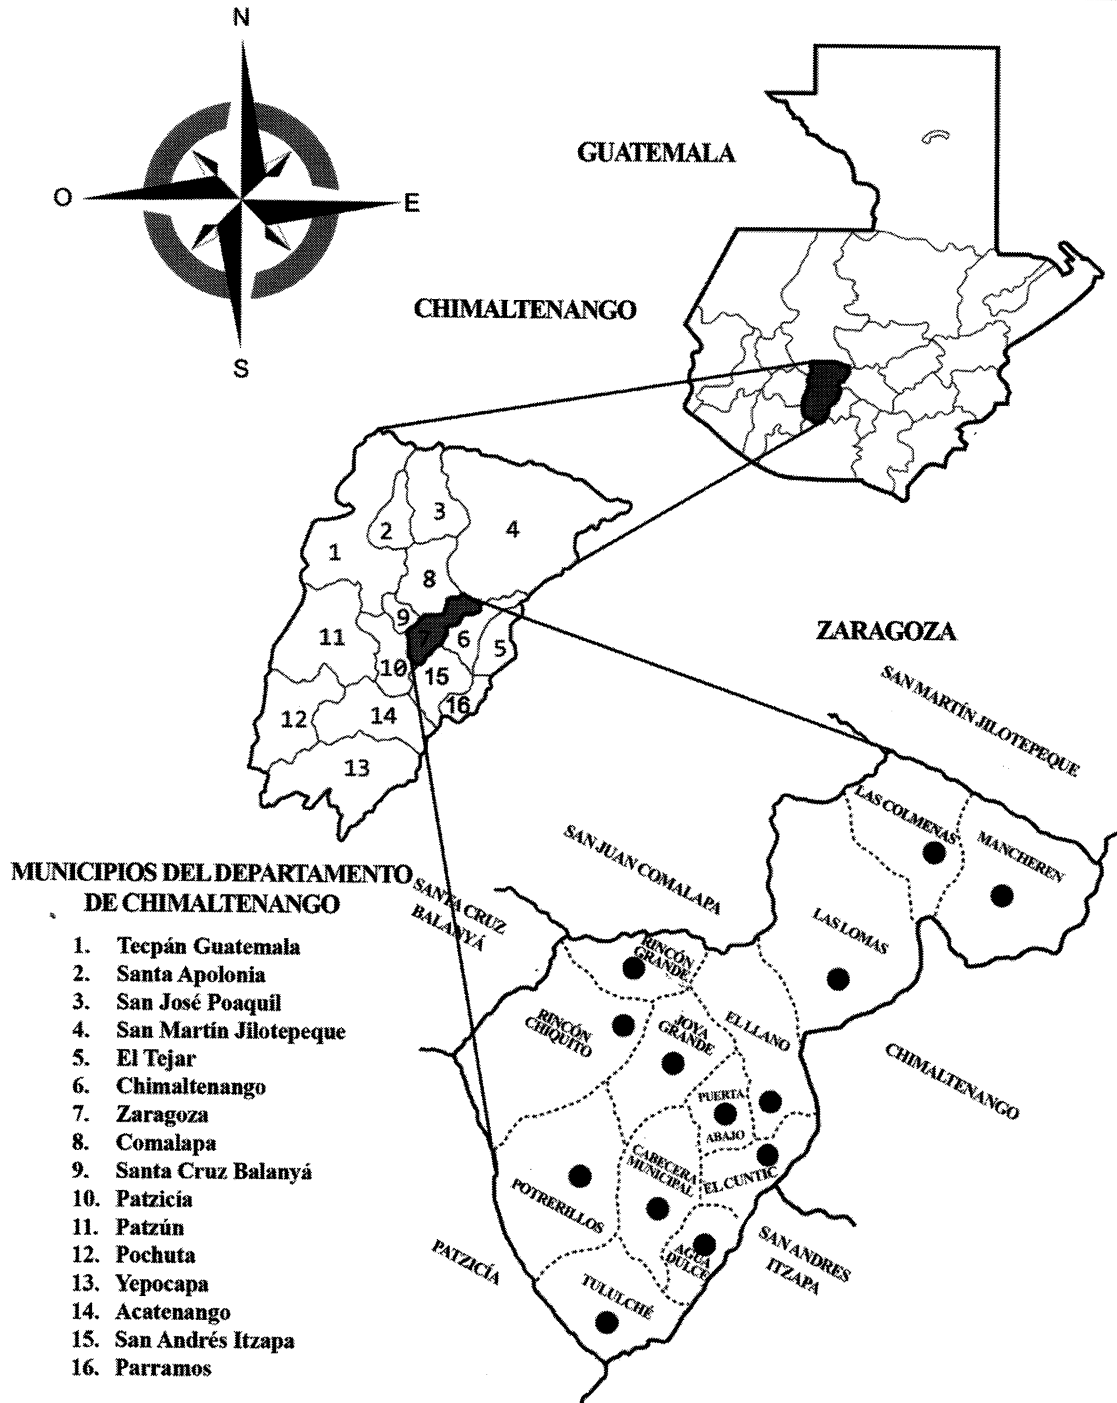 N
O
E
S
GUATEMALA
CHIMALTENANGO
1
2
3
4
8
9
7
6
5
11
10
15
12
14
16
13
ZARAGOZA
SAN MARTÍN JILOTEPEQUE
SAN JUAN COMALAPA
SANTA CRUZ
BALANYÁ
LAS COLMENAS
MANCHEREN
LAS LOMAS
RINCÓN
GRANDE
RINCÓN
CHIQUITO
JOYA
GRANDE
EL LLANO
CHIMALTENANGO
PUERTA
ABAJO
CABECERA
MUNICIPAL
EL CUNTIC
POTRERILLOS
AGUA
DULCE
SAN ANDRES
ITZAPA
PATZICÍA
TULULCHÉ
MUNICIPIOS DEL DEPARTAMENTO
DE CHIMALTENANGO
1. Tecpán Guatemala
2. Santa Apolonia
3. San José Poaquil
4. San Martín Jilotepeque
5. El Tejar
6. Chimaltenango
7. Zaragoza
8. Comalapa
9. Santa Cruz Balanyá
10. Patzicía
11. Patzún
12. Pochuta
13. Yepocapa
14. Acatenango
15. San Andrés Itzapa
16. Parramos